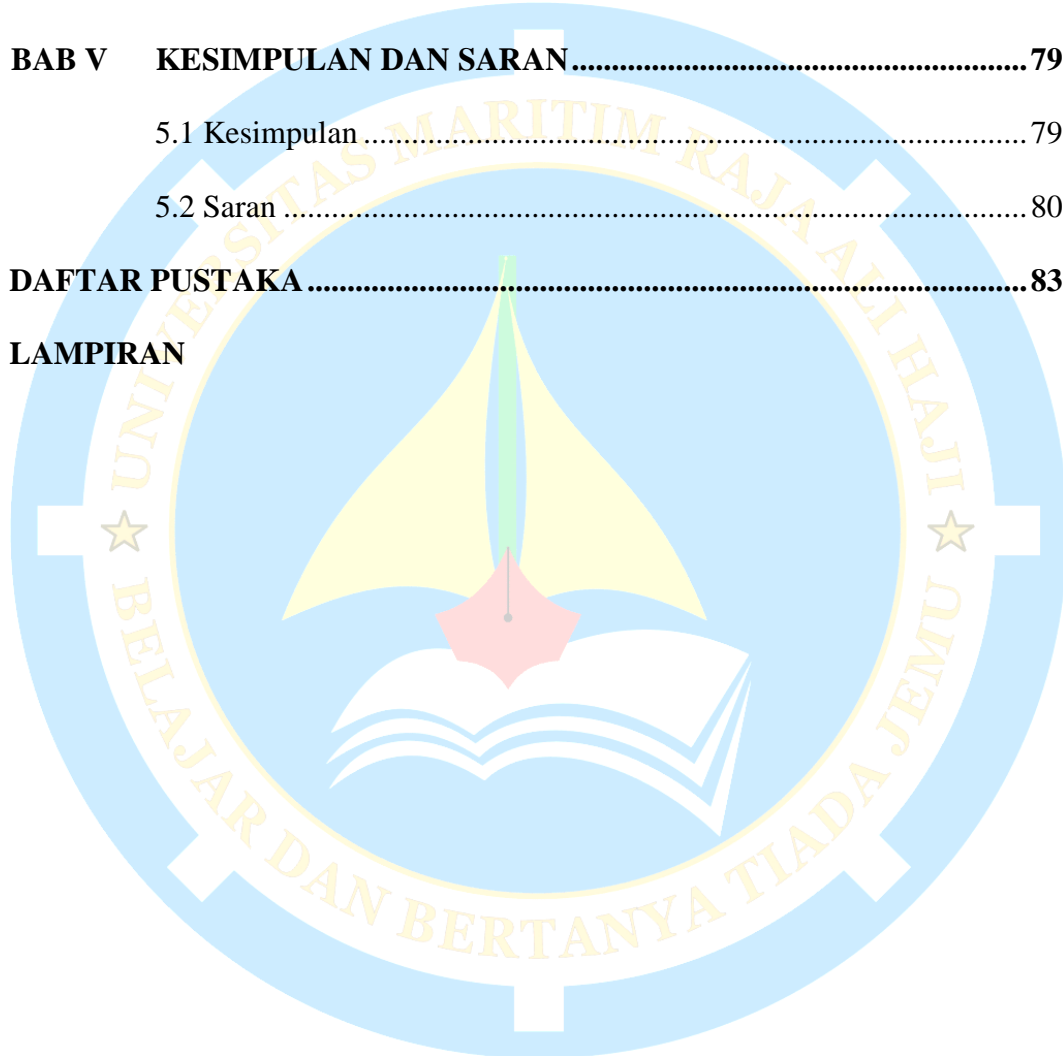 BAB V KESIMPULAN DAN SARAN.......................................................... 79
5.1 Kesimpulan .................................................................................... 79
5.2 Saran .............................................................................................. 80
DAFTAR PUSTAKA ............................................................................................ 83
LAMPIRAN
UNIVERSITAS MARITIM RAJA ALI HAJI
BELAJAR DAN BERTANYA TIADA JEMU